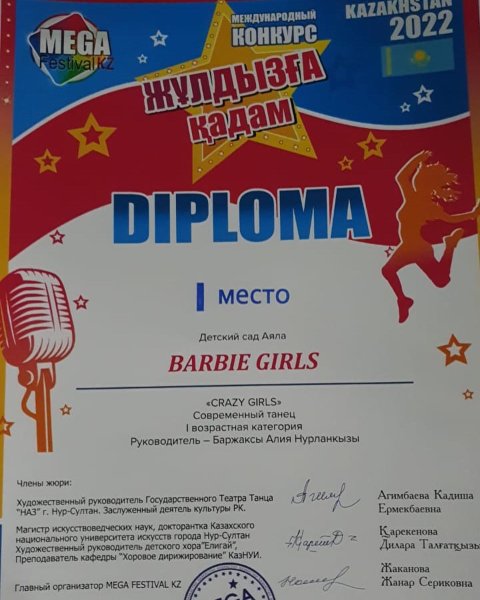 MEGA
Festival.KZ
МЕЖДУНАРОДНЫЙ
КОНКУРС
KAZAKHSTAN
2022
ЖҰЛДЫЗҒА
ҚАДАМ
DIPLOMA
I место
Детский сад Аяла
BARBIE GIRLS
«CRAZY GIRLS»
Современный танец
I возрастная категория
Руководитель – Баржаксы Алия Нурланкызы
Члены жюри:
Художественный руководитель Государственного Театра Танца
"НАЗ" г. Нур-Султан. Заслуженный деятель культуры РК.
Агимбаева Кадиша
Ермекбаевна
Магистр искусствоведческих наук, докторантка Казахского
национального университета искусств города Нур-Султан
Художественный руководитель детского хора"Елигай",
Преподаватель кафедры "Хоровое дирижирование" КазНУИ.
Қарекенова
Дилара Талғатқызы
Главный организатор MEGA FESTIVAL KZ
Жаканова
Жанар Сериковна